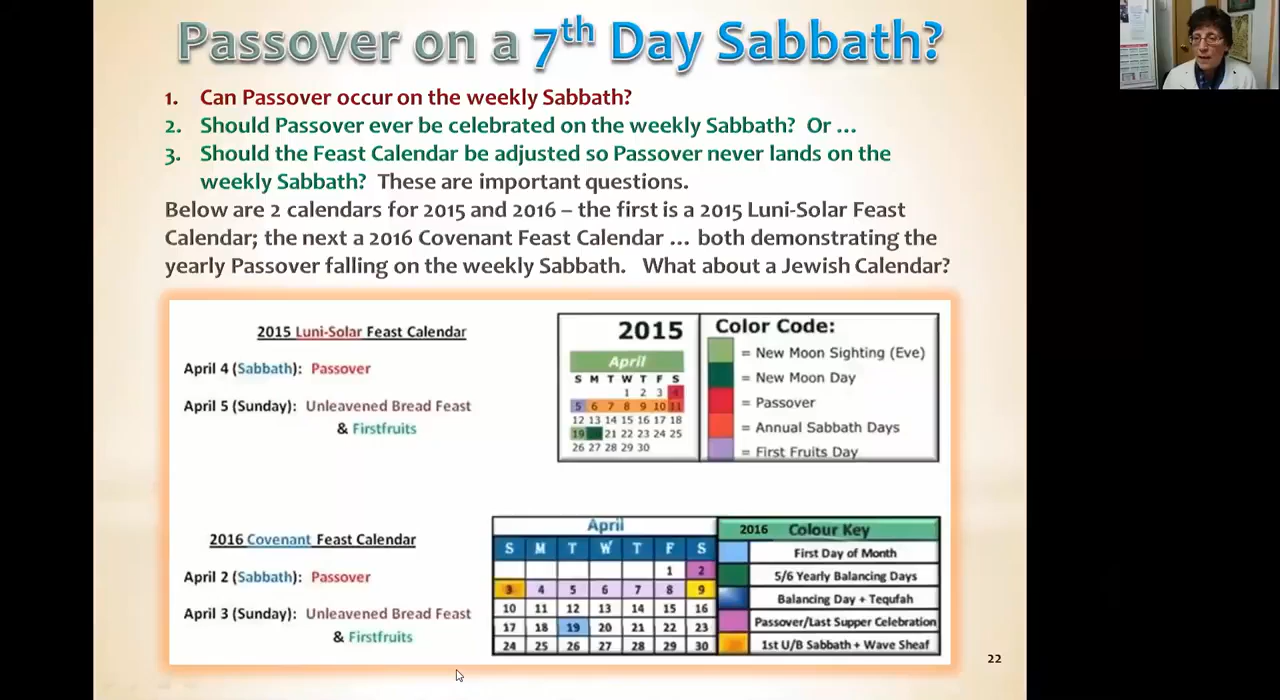 Passover on a 7th Day Sabbath?
1. Can Passover occur on the weekly Sabbath?
2. Should Passover ever be celebrated on the weekly Sabbath? Or …
3. Should the Feast Calendar be adjusted so Passover never lands on the
weekly Sabbath? These are important questions.
Below are 2 calendars for 2015 and 2016 – the first is a 2015 Luni-Solar Feast
Calendar; the next a 2016 Covenant Feast Calendar … both demonstrating the
yearly Passover falling on the weekly Sabbath. What about a Jewish Calendar?
2015 Luni-Solar Feast Calendar
April 4 (Sabbath): Passover
April 5 (Sunday): Unleavened Bread Feast
& Firstfruits
2015
April
S M T W T F S
1 2 3 4
5 6 7 8 9 10 11
12 13 14 15 16 17 18
19 21 22 23 24 25
26 27 28 29 30
Color Code:
= New Moon Sighting (Eve)
= New Moon Day
= Passover
= Annual Sabbath Days
= First Fruits Day
2016 Covenant Feast Calendar
April 2 (Sabbath): Passover
April 3 (Sunday): Unleavened Bread Feast
& Firstfruits
April
S M T W T F S
1 2
3 4 5 6 7 8 9
10 11 12 13 14 15 16
17 18 19 20 21 22 23
24 25 26 27 28 29 30
2016 Colour Key
First Day of Month
5/6 Yearly Balancing Days
Balancing Day + Tequfah
Passover/Last Supper Celebration
1st U/B Sabbath + Wave Sheaf
22